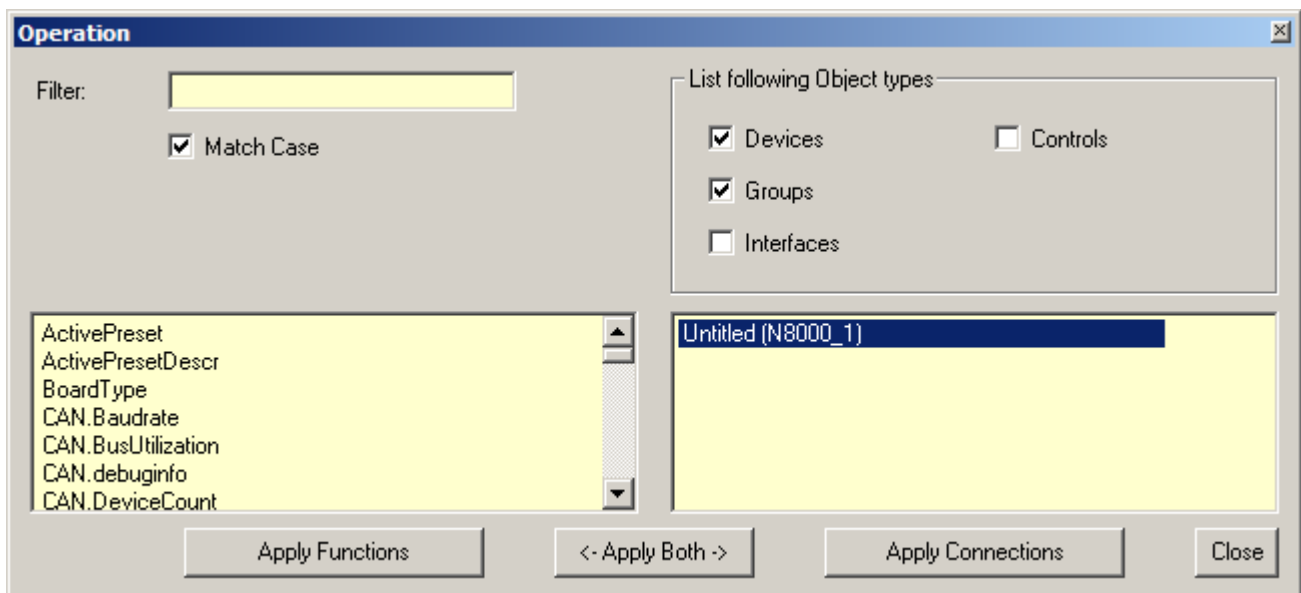 Operation
Filter:
Match Case
List following Object types
Devices
Controls
Groups
Interfaces
ActivePreset
ActivePresetDescr
BoardType
CAN.Baudrate
CAN.BusUtilization
CAN.debuginfo
CAN.DeviceCount
Untitled (N8000_1)
Apply Functions
<- Apply Both ->
Apply Connections
Close